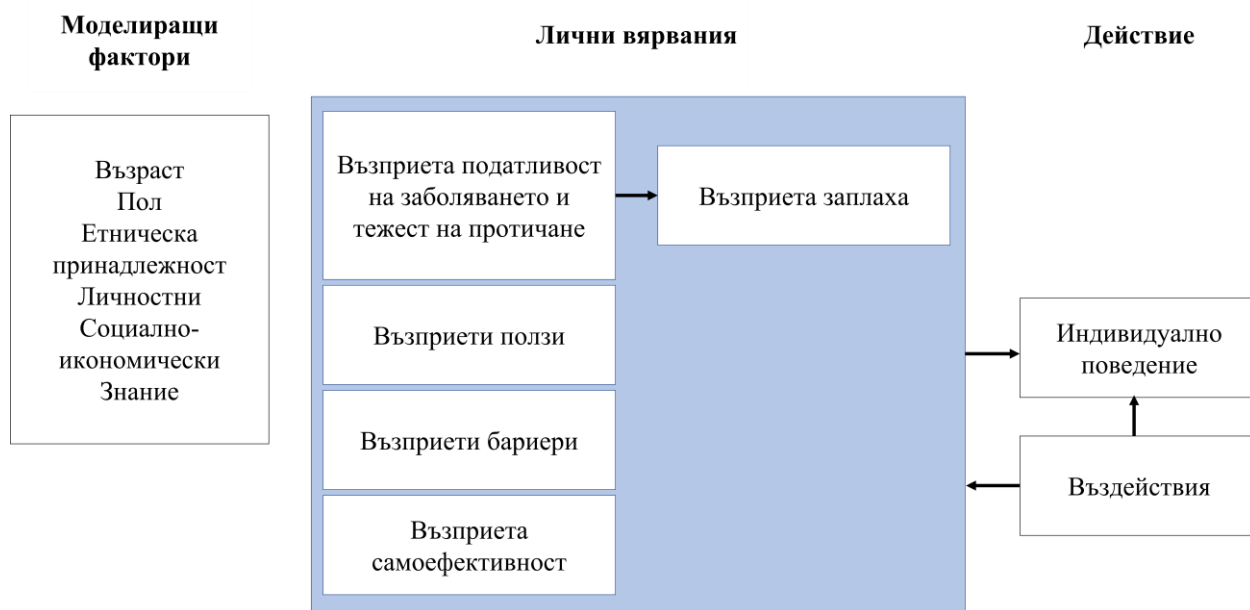 Моделиращи
фактори
Лични вярвания
Действие
Възраст
Пол
Етническа
принадлежност
Личностни
Социално-
икономически
Знание
Възприета податливост
на заболяването и
тежест на протичане
Възприета заплаха
Възприети ползи
Възприети бариери
Възприета
самоефективност
Индивидуално
поведение
Въздействия